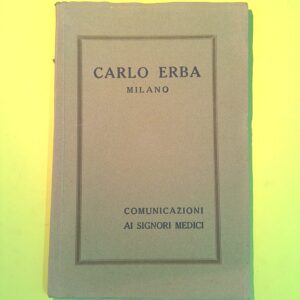 CARLO ERBA
MILANO
COMUNICAZIONI
AI SIGNORI MEDICI